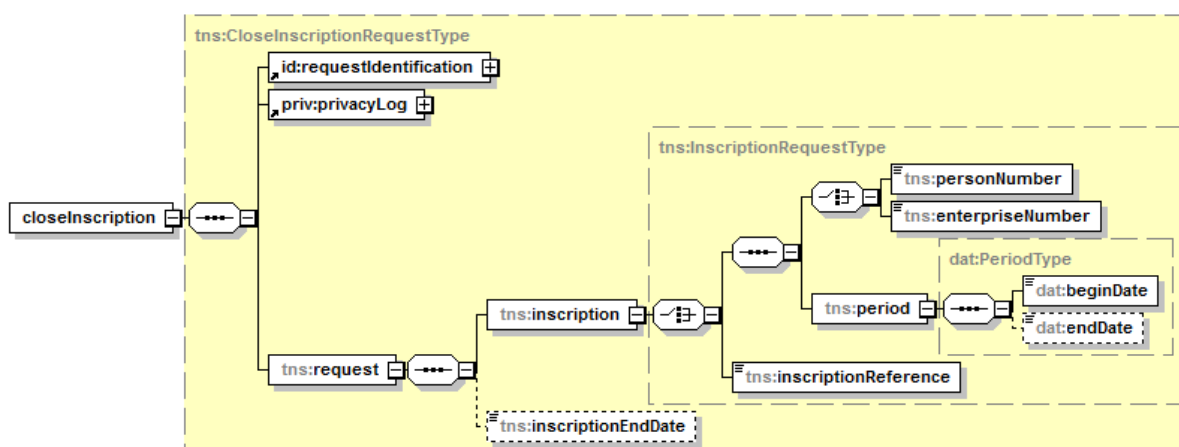 tns:CloseInscriptionRequestType
id:requestIdentification
priv:privacyLog
tns:InscriptionRequestType
tns:personNumber
tns:enterpriseNumber
closeInscription
dat:PeriodType
dat:beginDate
tns:inscription
tns:period
dat:endDate
tns:request
tns:inscriptionReference
tns:inscriptionEndDate